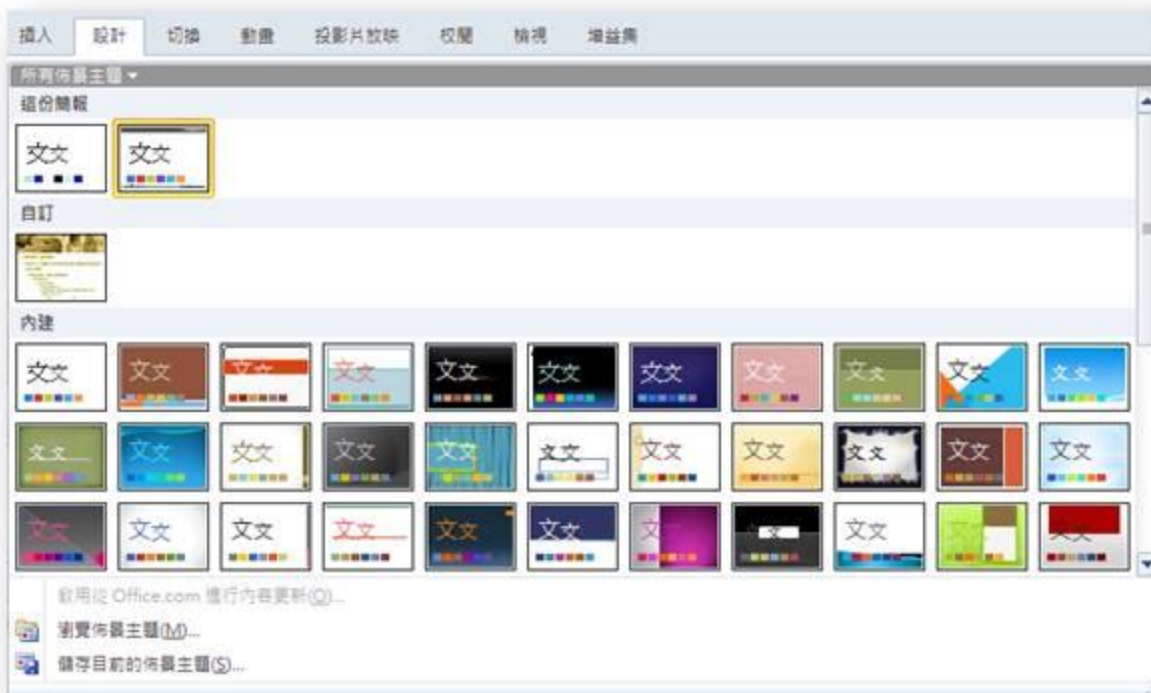 插入 設計 切換 動畫 投影片放映 校閱 檢視 增益集
所有佈景主題
這份簡報
文文 文文
自訂
內建
文文 文文 文文 文文 文文 文文 文文 文文 文文 文文 文文
文文 文文 文文 文文 文文 文文 文文 文文 文文 文文 文文
文文 文文 文文 文文 文文 文文 文 文 文文 文文
啟用從 Office.com 進行內容更新(O)...
瀏覽佈景主題(M)...
儲存目前的佈景主題(S)...